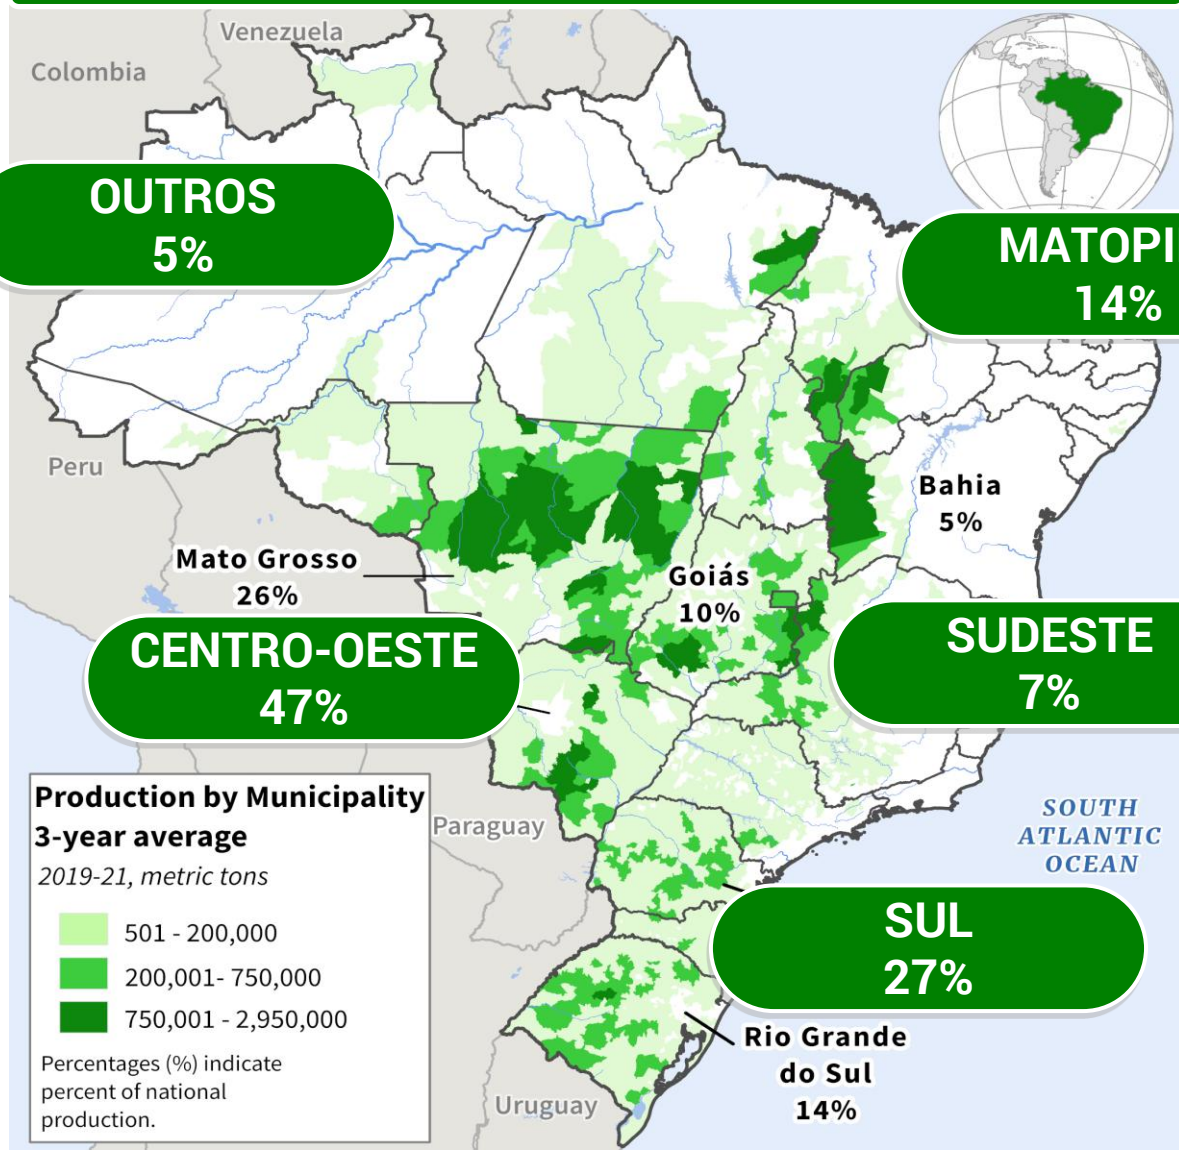 Venezuela
Colombia
OUTROS
5%
MATOPI
14%
Peru
Bahia
5%
Mato Grosso
26%
Goiás
10%
CENTRO-OESTE
47%
SUDESTE
7%
Production by Municipality
3-year average
2019-21, metric tons
501 - 200,000
200,001- 750,000
750,001 - 2,950,000
Percentages (%) indicate
percent of national
production.
Paraguay
SOUTH
ATLANTIC
OCEAN
SUL
27%
Rio Grande
do Sul
14%
Uruguay